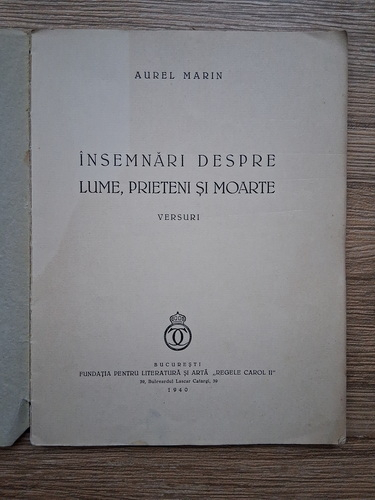 AUREL MARIN
ÎNSEMNĂRI DESPRE
LUME, PRIETENI ȘI MOARTE
VERSURI
BUCUREȘTI
FUNDAȚIA PENTRU LITERATURĂ ȘI ARTĂ „REGELE CAROL II"
39, Bulevardul Lascar Catargi, 39
1940